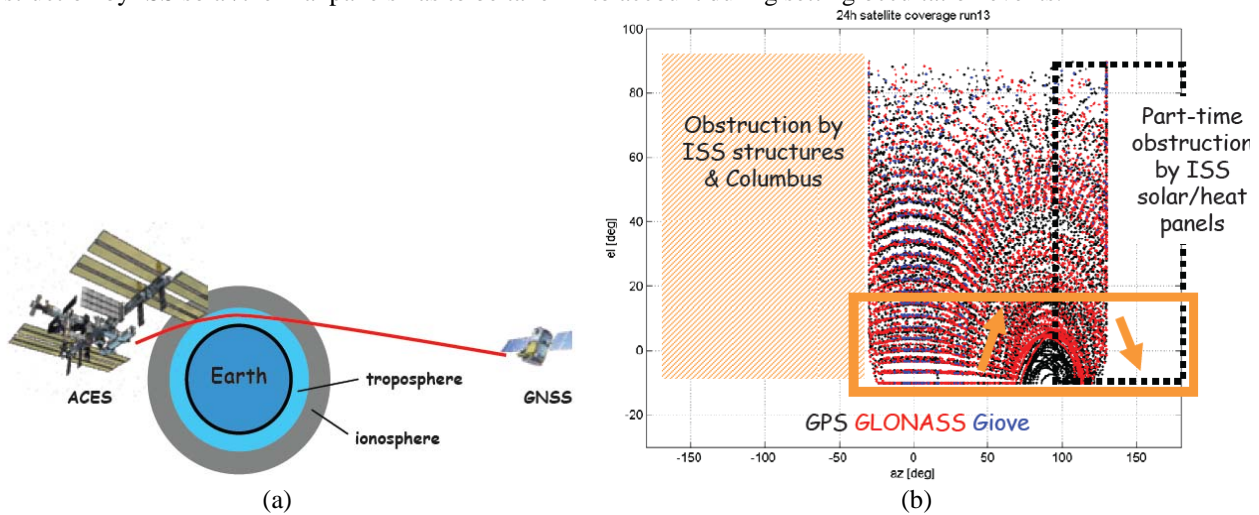 24h satellite coverage run13
100
80
60
40
20
0
-20
el [deg]
-150
-100
-50
0
50
100
150
az [deg]
Obstruction by
ISS structures
& Columbus
Part-time
obstruction
by ISS
solar/heat
panels
GPS GLONASS Giove
Earth
troposphere
ionosphere
ACES
GNSS
(a)
(b)